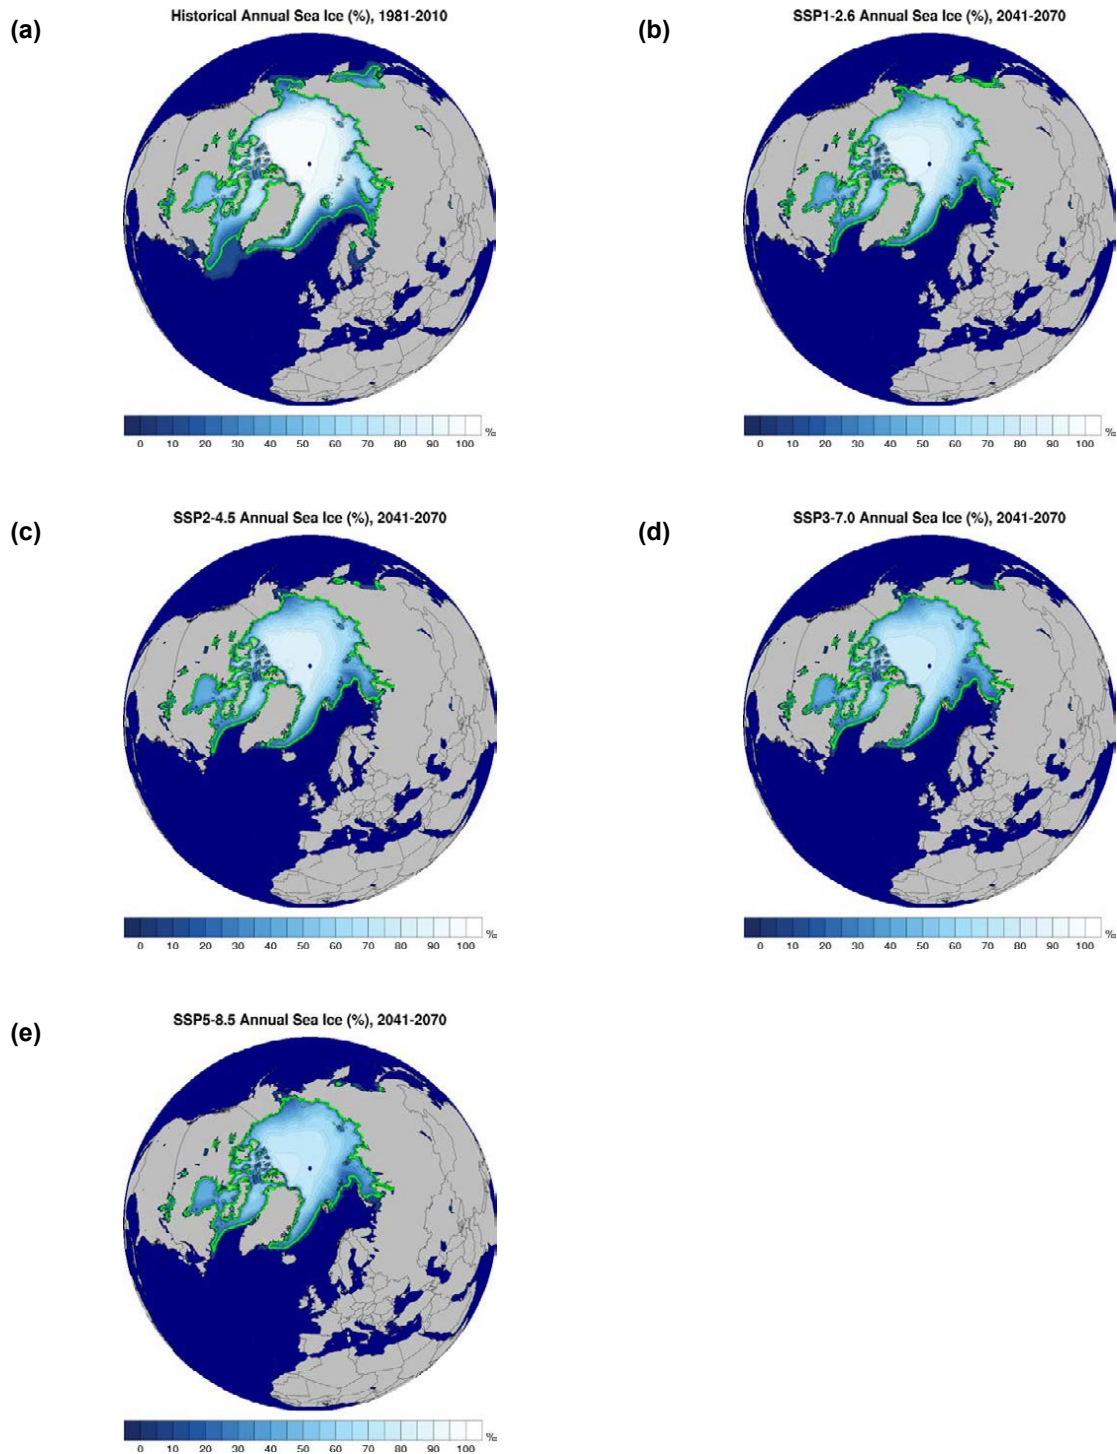 (a)
Historical Annual Sea Ice (%), 1981-2010
0 10 20 30 40 50 60 70 80 90 100 %
(b)
SSP1-2.6 Annual Sea Ice (%), 2041-2070
0 10 20 30 40 50 60 70 80 90 100 %
(c)
SSP2-4.5 Annual Sea Ice (%), 2041-2070
0 10 20 30 40 50 60 70 80 90 100 %
(d)
SSP3-7.0 Annual Sea Ice (%), 2041-2070
0 10 20 30 40 50 60 70 80 90 100 %
(e)
SSP5-8.5 Annual Sea Ice (%), 2041-2070
0 10 20 30 40 50 60 70 80 90 100 %